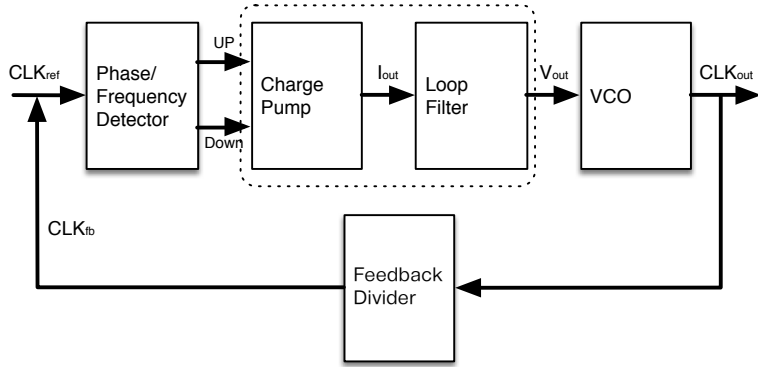 UP
CLKref
Phase/
Frequency
Detector
Charge
Pump
Iout
Loop
Filter
Vout
VCO
CLKout
Down
CLKfb
Feedback
Divider